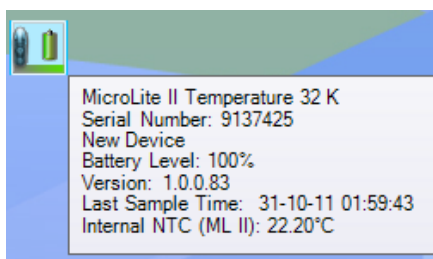 MicroLite II Temperature 32 K
Serial Number: 9137425
New Device
Battery Level: 100%
Version: 1.0.0.83
Last Sample Time: 31-10-11 01:59:43
Internal NTC (ML II): 22.20°C